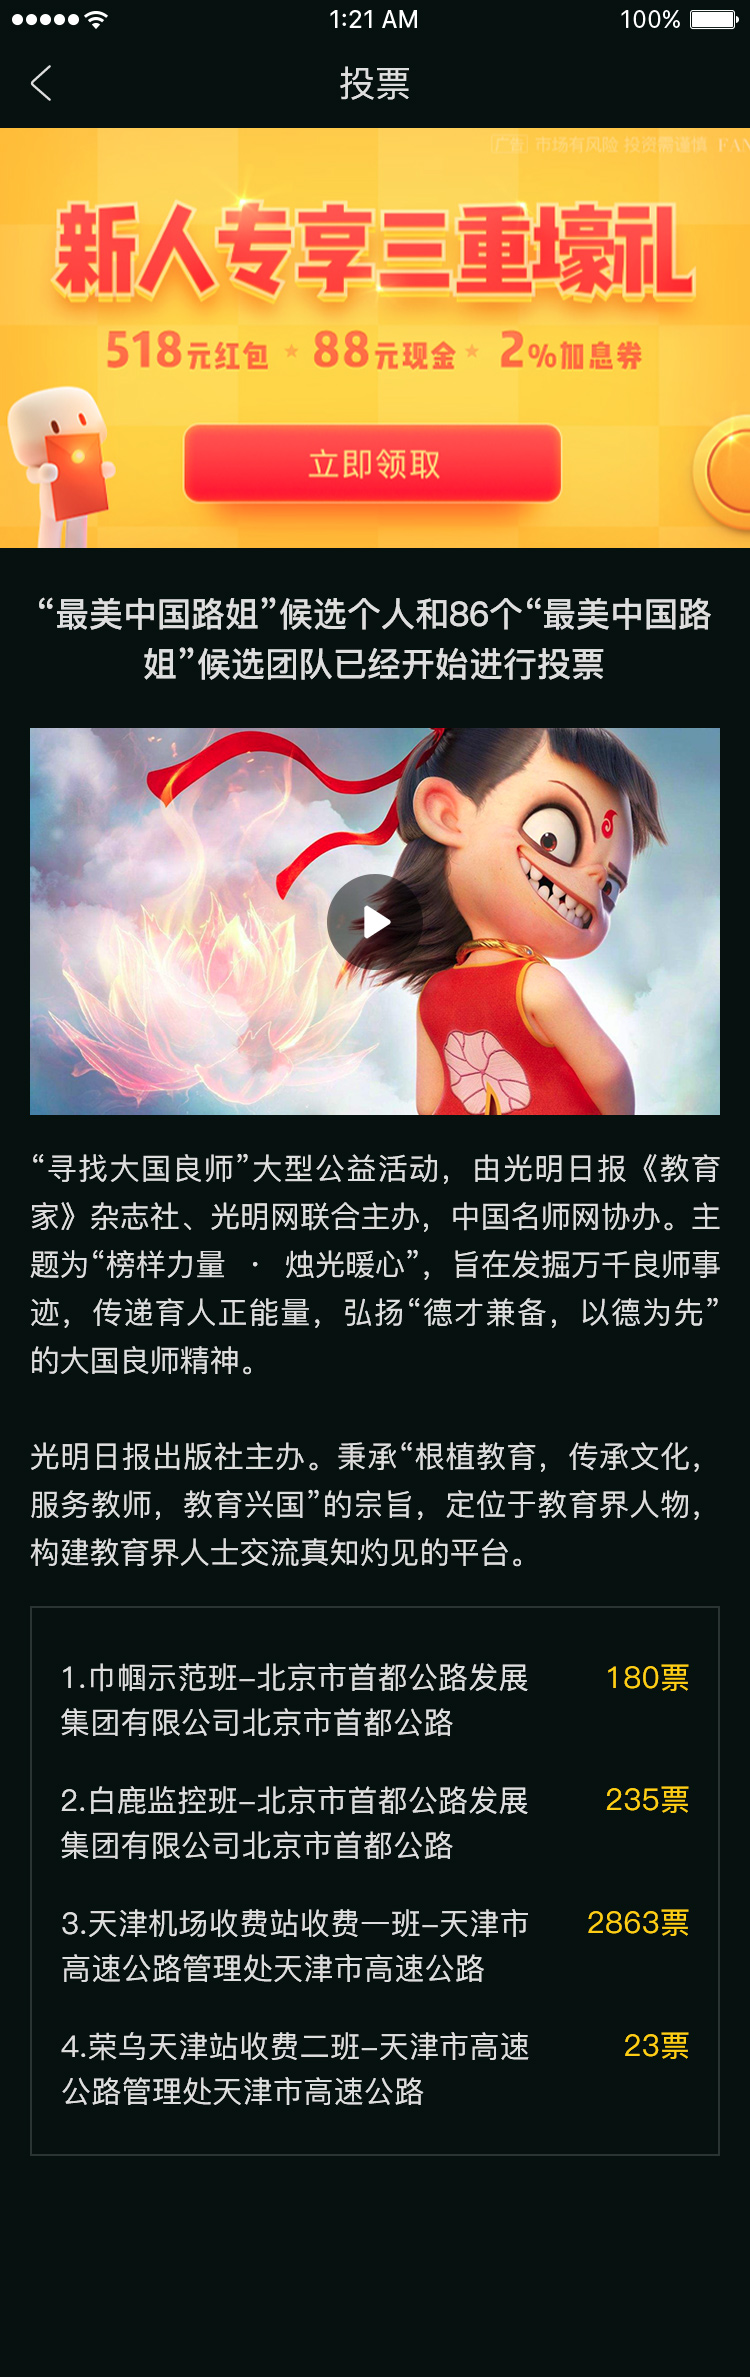 1:21 AM
100%
投票
广告 市场有风险 投资需谨慎 FAN
新人专享三重壕礼
518元红包 ★ 88元现金 ★ 2%加息券
立即领取
“最美中国路姐”候选个人和86个“最美中国路
姐”候选团队已经开始进行投票
“寻找大国良师”大型公益活动，由光明日报《教育
家》杂志社、光明网联合主办，中国名师网协办。主
题为“榜样力量 · 烛光暖心”，旨在发掘万千良师事
迹，传递育人正能量，弘扬“德才兼备，以德为先”
的大国良师精神。
光明日报出版社主办。秉承“根植教育，传承文化，
服务教师，教育兴国”的宗旨，定位于教育界人物，
构建教育界人士交流真知灼见的平台。
1.巾帼示范班-北京市首都公路发展 180票
集团有限公司北京市首都公路
2.白鹿监控班-北京市首都公路发展 235票
集团有限公司北京市首都公路
3.天津机场收费站收费一班-天津市 2863票
高速公路管理处天津市高速公路
4.荣乌天津站收费二班-天津市高速 23票
公路管理处天津市高速公路